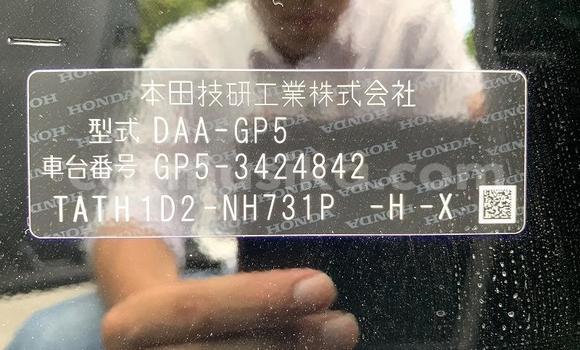 本田技研工業株式会社
型式 DAA-GP5
車台番号 GP5-3424842
TATH1D2-NH731P -H-X